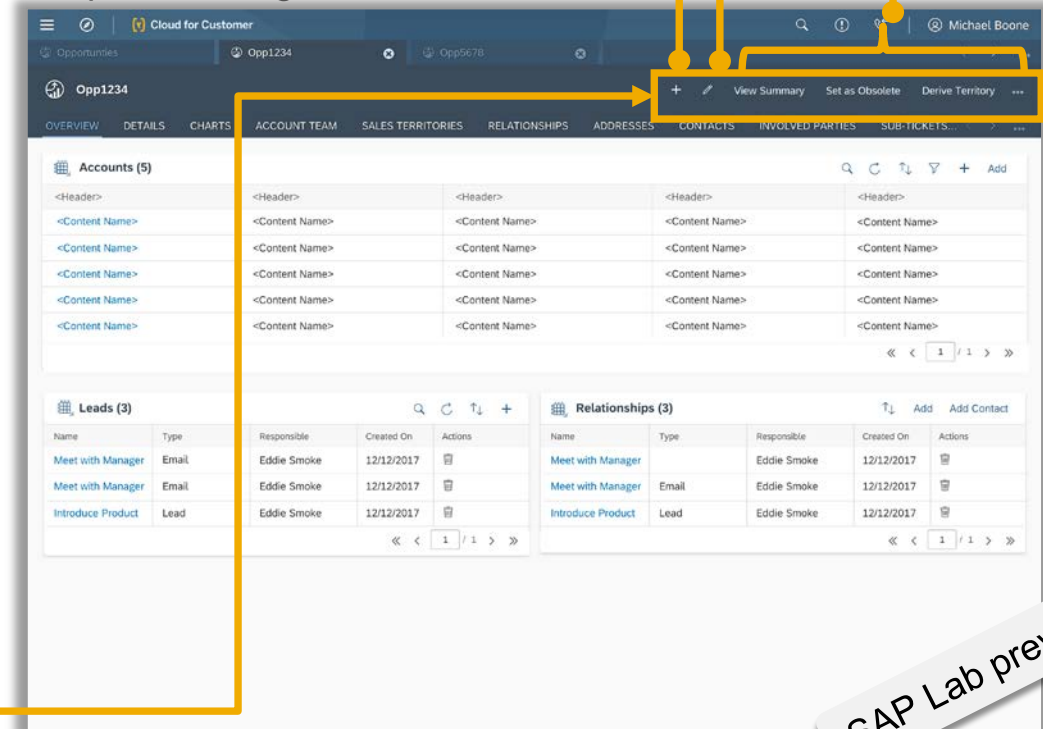 Cloud for Customer Michael Boone
Opportunties Opp1234 Opp5678
Opp1234 View Summary Set as Obsolete Derive Territory
OVERVIEW DETAILS CHARTS ACCOUNT TEAM SALES TERRITORIES RELATIONSHIPS ADDRESSES CONTACTS INVOLVED PARTIES SUB-TICKETS...
Accounts (5) Add
<Header> <Header> <Header> <Header> <Header>
<Content Name> <Content Name> <Content Name> <Content Name> <Content Name>
<Content Name> <Content Name> <Content Name> <Content Name> <Content Name>
<Content Name> <Content Name> <Content Name> <Content Name> <Content Name>
<Content Name> <Content Name> <Content Name> <Content Name> <Content Name>
<Content Name> <Content Name> <Content Name> <Content Name> <Content Name>
1 / 1
Leads (3)
Name Type Responsible Created On Actions
Meet with Manager Email Eddie Smoke 12/12/2017
Meet with Manager Email Eddie Smoke 12/12/2017
Introduce Product Lead Eddie Smoke 12/12/2017
1 / 1
Relationships (3) Add Add Contact
Name Type Responsible Created On Actions
Meet with Manager Eddie Smoke 12/12/2017
Meet with Manager Email Eddie Smoke 12/12/2017
Introduce Product Lead Eddie Smoke 12/12/2017
1 / 1
SAP Lab